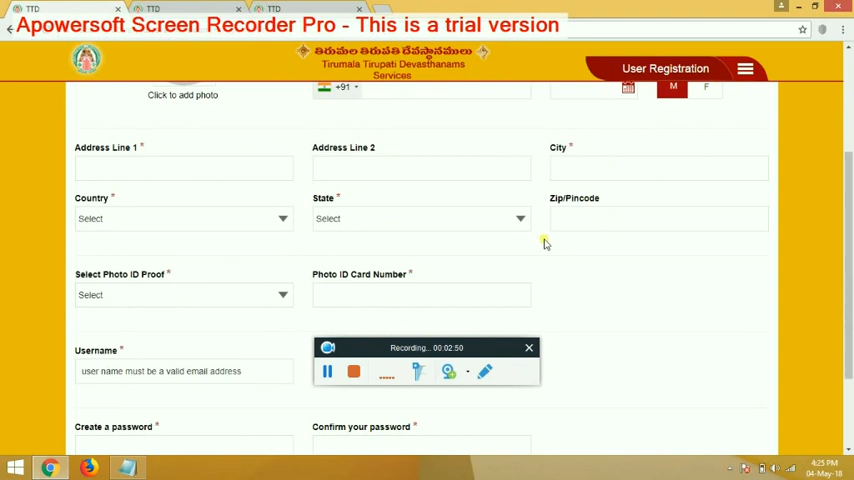 TTD
TTD
TTD
Apowersoft Screen Recorder Pro - This is a trial version
తిరుమల తిరుపతి దేవస్థానములు
Tirumala Tirupati Devasthanams
Services
User Registration
Click to add photo
+91
M
F
Address Line 1 *
Address Line 2
City *
Country *
State *
Zip/Pincode
Select
Select
Select Photo ID Proof *
Photo ID Card Number *
Select
Username *
Recording... 00:02:50
user name must be a valid email address
Create a password *
Confirm your password *
4:25 PM
04-May-18